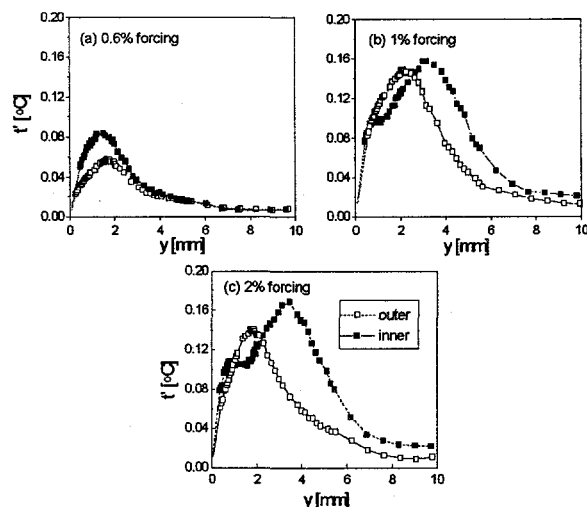 (a) 0.6% forcing
t' [°C]
0.20
0.16
0.12
0.08
0.04
0.00
0 2 4 6 8 10
y [mm]
(b) 1% forcing
0.20
0.16
0.12
0.08
0.04
0.00
0 2 4 6 8 10
y [mm]
(c) 2% forcing
outer
inner
t' [°C]
0.20
0.16
0.12
0.08
0.04
0.00
0 2 4 6 8 10
y [mm]